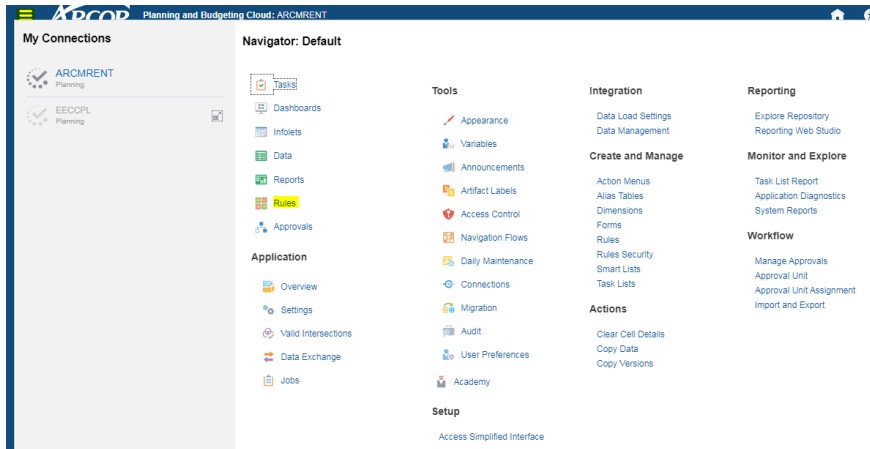 ARCOR Planning and Budgeting Cloud: ARCMRENT
My Connections
ARCMRENT
Planning
EECCPL
Planning
Navigator: Default
Tasks
Dashboards
Infolets
Data
Reports
Rules
Approvals
Application
Overview
Settings
Valid Intersections
Data Exchange
Jobs
Tools
Appearance
Variables
Announcements
Artifact Labels
Access Control
Navigation Flows
Daily Maintenance
Connections
Migration
Audit
User Preferences
Academy
Setup
Access Simplified Interface
Integration
Data Load Settings
Data Management
Create and Manage
Action Menus
Alias Tables
Dimensions
Forms
Rules
Rules Security
Smart Lists
Task Lists
Actions
Clear Cell Details
Copy Data
Copy Versions
Reporting
Explore Repository
Reporting Web Studio
Monitor and Explore
Task List Report
Application Diagnostics
System Reports
Workflow
Manage Approvals
Approval Unit
Approval Unit Assignment
Import and Export